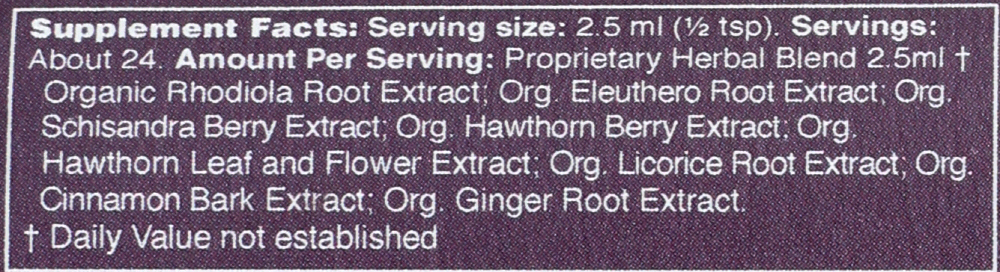 Supplement Facts: Serving size: 2.5 ml (½ tsp). Servings:
About 24. Amount Per Serving: Proprietary Herbal Blend 2.5ml †
Organic Rhodiola Root Extract; Org. Eleuthero Root Extract; Org.
Schisandra Berry Extract; Org. Hawthorn Berry Extract; Org.
Hawthorn Leaf and Flower Extract; Org. Licorice Root Extract; Org.
Cinnamon Bark Extract; Org. Ginger Root Extract.
† Daily Value not established